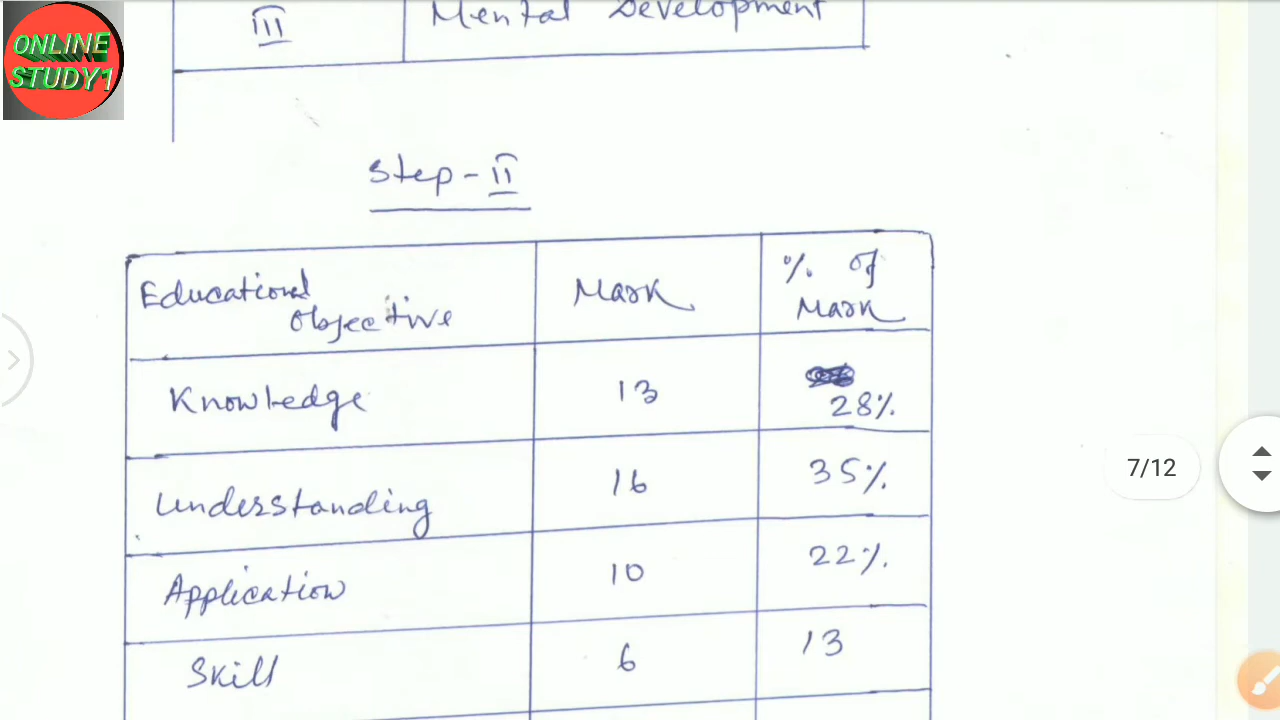 ONLINE
STUDY1
III
Mental Development
Step - II
Educational Objective
Mark
% of Mark
Knowledge
13
28%
Understanding
16
35%
Application
10
22%
Skill
6
13
7/12